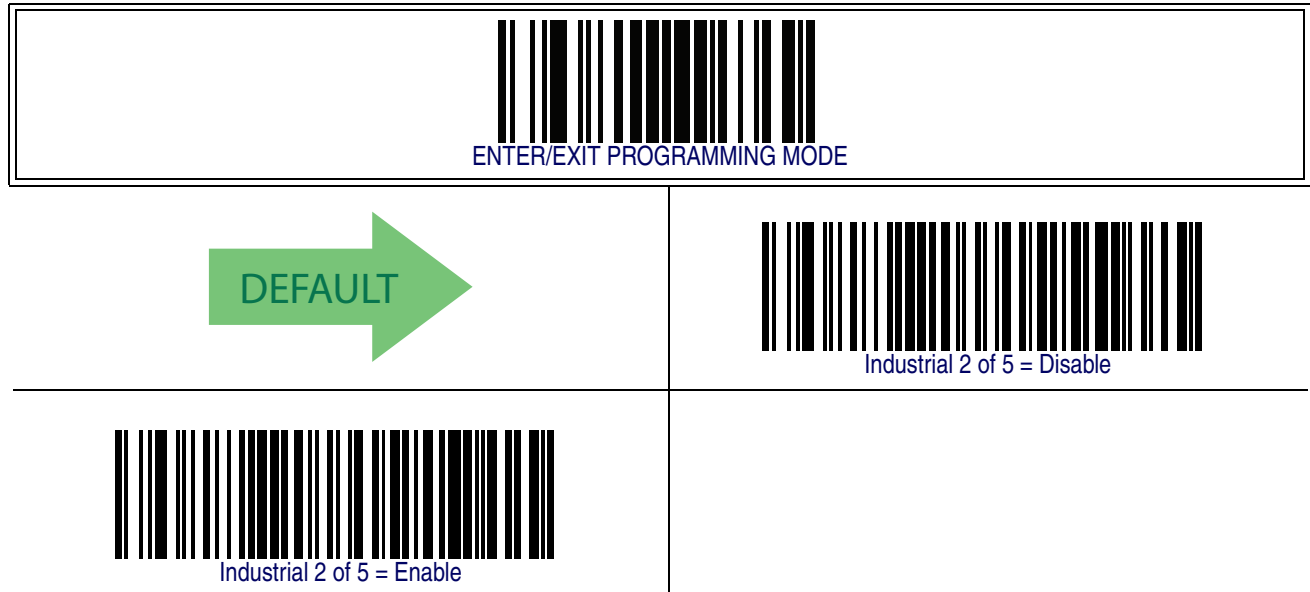 ENTER/EXIT PROGRAMMING MODE
DEFAULT
Industrial 2 of 5 = Disable
Industrial 2 of 5 = Enable